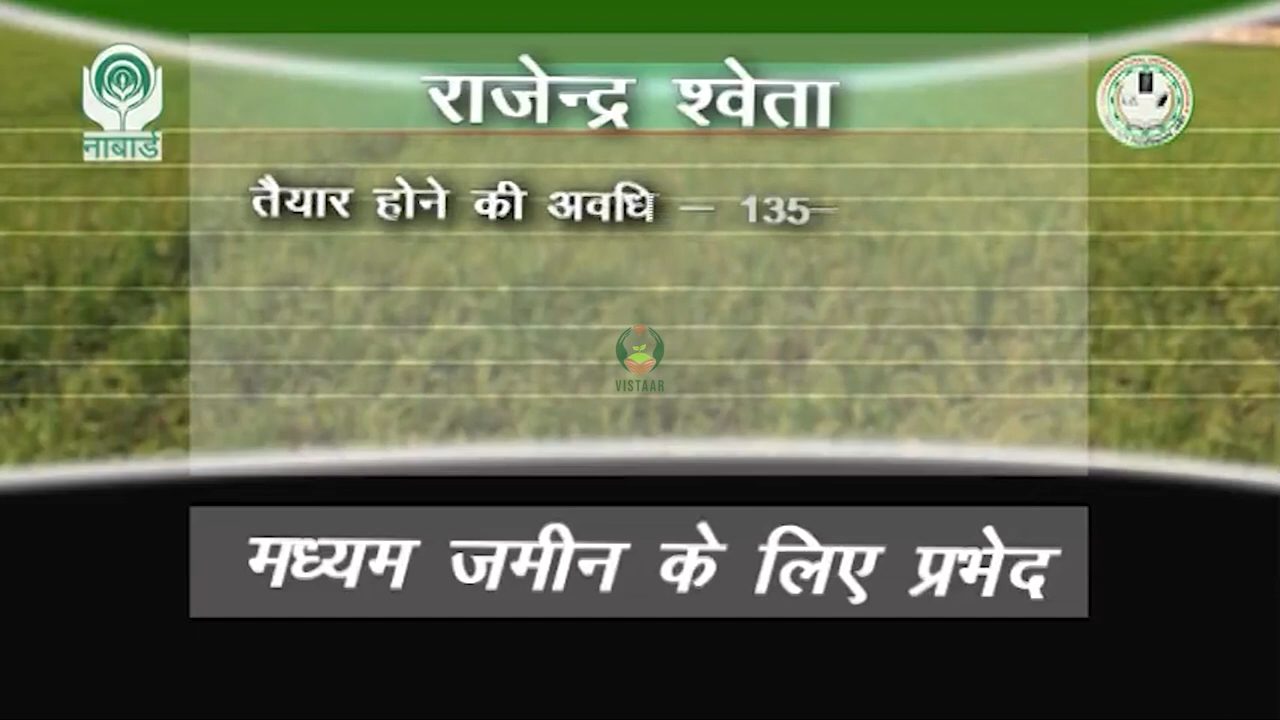 राजेन्द्र श्वेता
नाबार्ड
तैयार होने की अवधि — 135–
VISTAAR
मध्यम जमीन के लिए प्रभेद